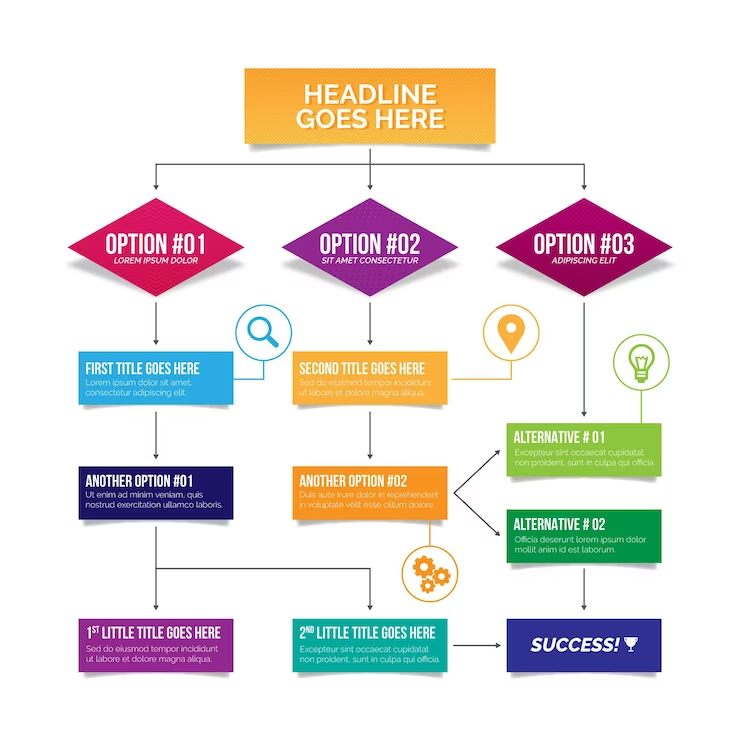 HEADLINE
GOES HERE
OPTION #01
LOREM IPSUM DOLOR
OPTION #02
SIT AMET CONSECTETUR
OPTION #03
ADIPISCING ELIT
FIRST TITLE GOES HERE
Lorem ipsum dolor sit amet,
consectetur adipiscing elit.
SECOND TITLE GOES HERE
Sed do eiusmod tempor incididunt
ut labore et dolore magna aliqua.
ALTERNATIVE # 01
Excepteur sint occaecat cupidatat
non proident, sunt in culpa qui officia.
ANOTHER OPTION #01
Ut enim ad minim veniam, quis
nostrud exercitation ullamco laboris.
ANOTHER OPTION #02
Duis aute irure dolor in reprehenderit
in voluptate velit esse cillum dolore.
ALTERNATIVE # 02
Officia deserunt lorem ipsum dolor
mollit anim id est laborum.
1ST LITTLE TITLE GOES HERE
Sed do eiusmod tempor incididunt
ut labore et dolore magna aliqua.
2ND LITTLE TITLE GOES HERE
Excepteur sint occaecat cupidatat
non proident, sunt in culpa qui officia.
SUCCESS!